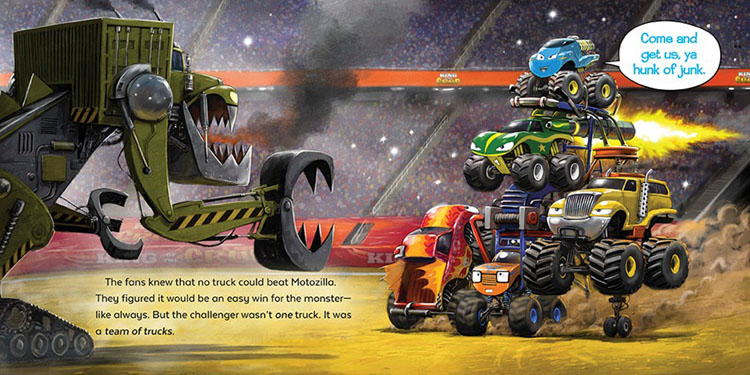 Come and
get us, ya
hunk of junk.
KING
The fans knew that no truck could beat Motozilla.
They figured it would be an easy win for the monster—
like always. But the challenger wasn't one truck. It was
a team of trucks.